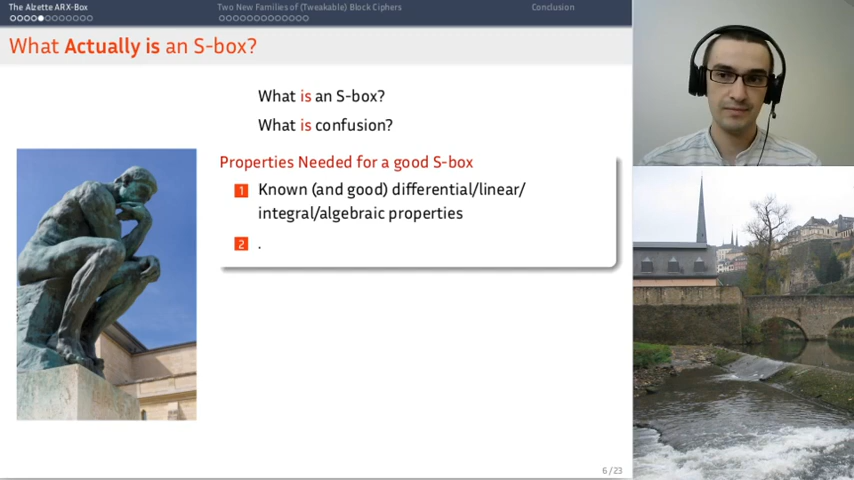 The Alzette ARX-Box
Two New Families of (Tweakable) Block Ciphers
Conclusion
What Actually is an S-box?
What is an S-box?
What is confusion?
Properties Needed for a good S-box
1 Known (and good) differential/linear/
integral/algebraic properties
2 .
6/23